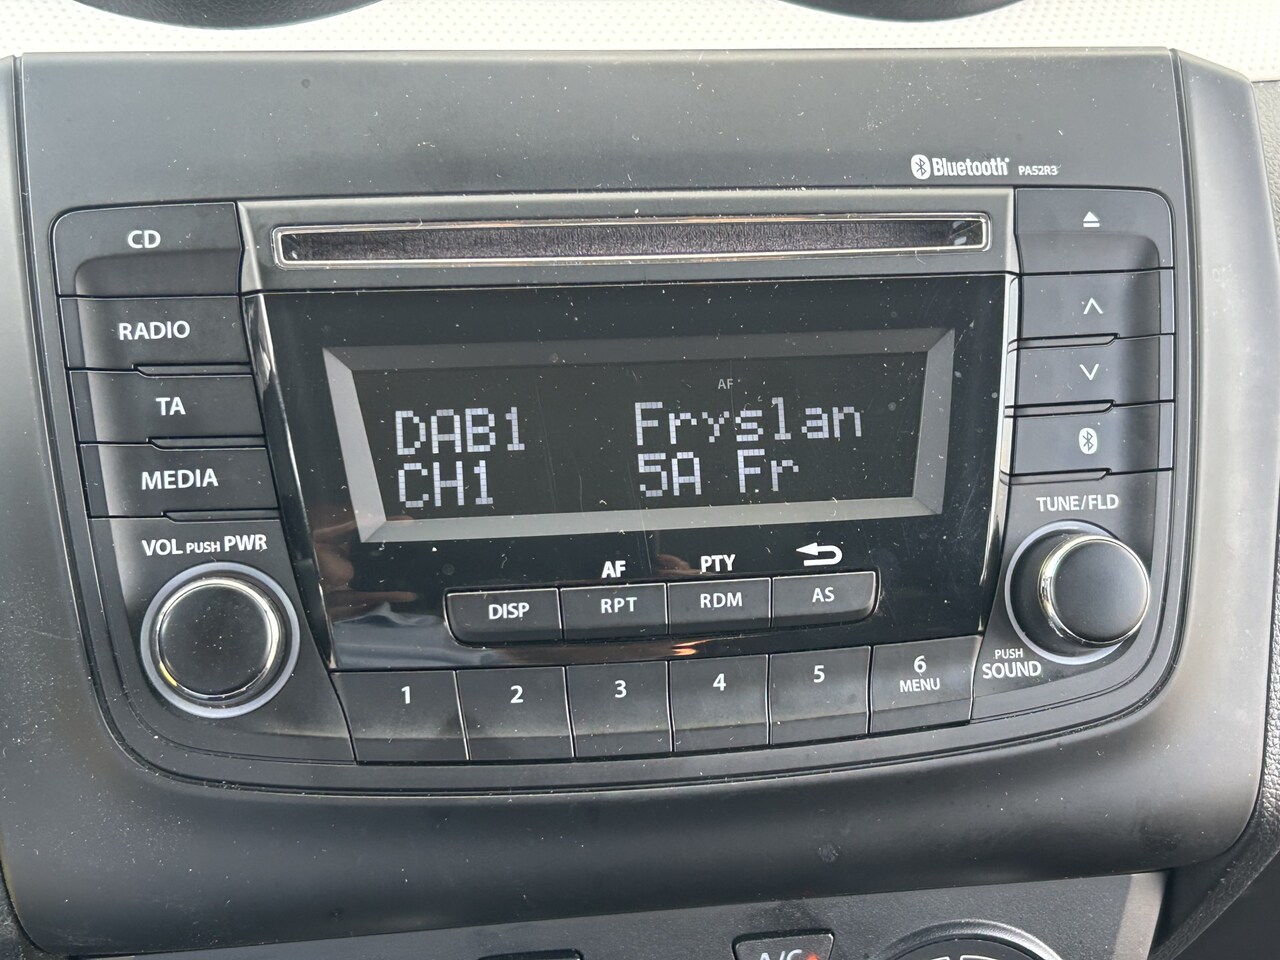 Bluetooth® PA52R3
CD
RADIO
TA
MEDIA
VOL PUSH PWR
AF
DAB1 Fryslan
CH1 5A Fr
TUNE/FLD
AF PTY
DISP RPT RDM AS
PUSH
SOUND
1 2 3 4 5 6
MENU
A/C